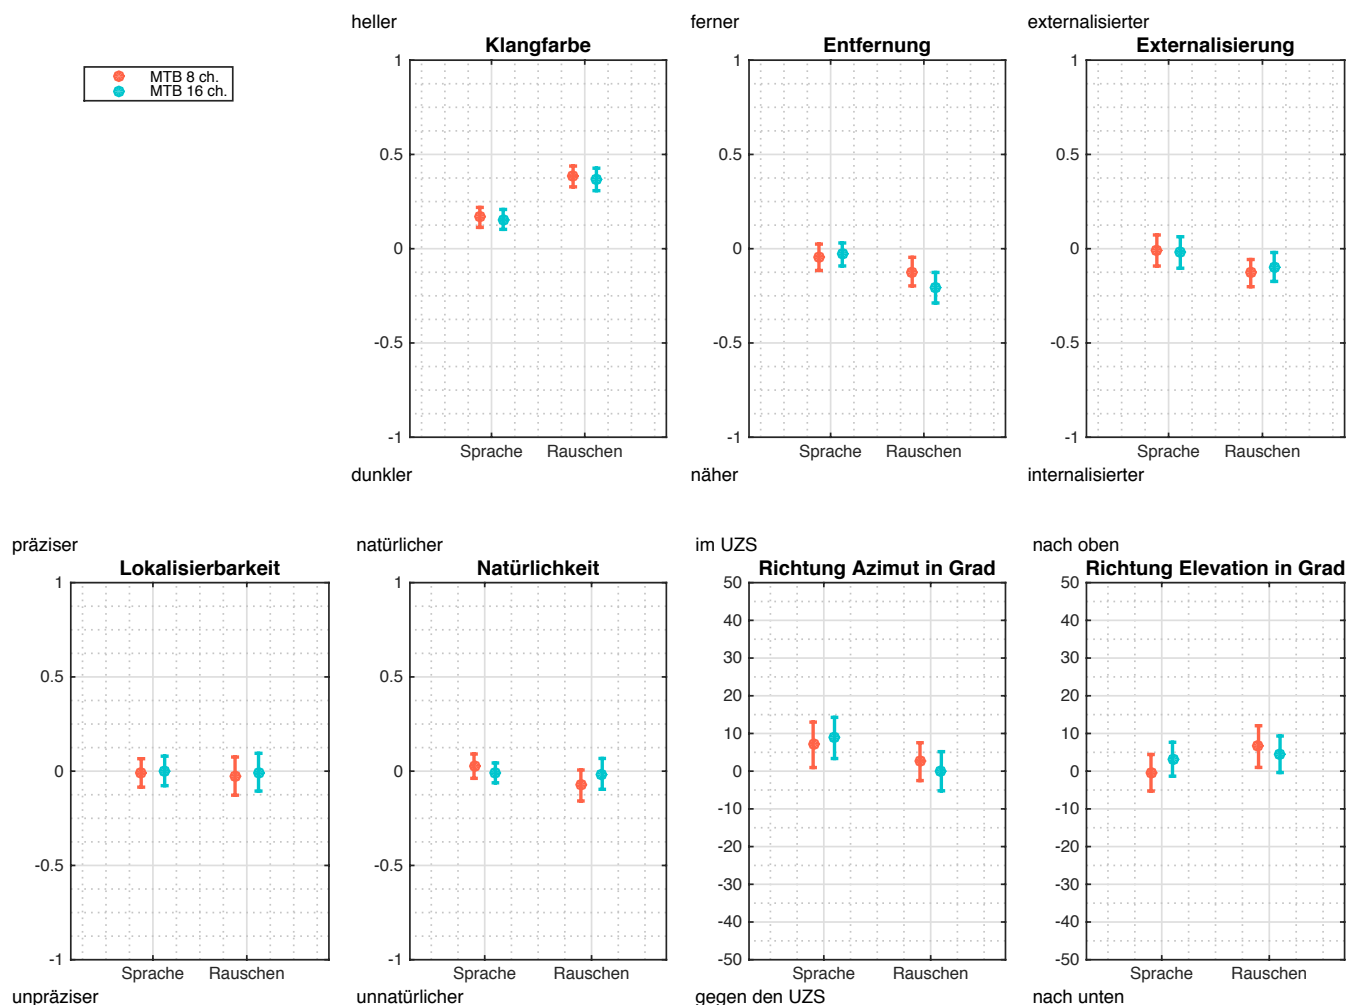 heller
ferner
externalisierter
Klangfarbe
Entfernung
Externalisierung
MTB 8 ch.
MTB 16 ch.
1
0.5
0
-0.5
-1
1
0.5
0
-0.5
-1
1
0.5
0
-0.5
-1
Sprache Rauschen
Sprache Rauschen
Sprache Rauschen
dunkler
näher
internalisierter
präziser
natürlicher
im UZS
nach oben
Lokalisierbarkeit
Natürlichkeit
Richtung Azimut in Grad
Richtung Elevation in Grad
1
0.5
0
-0.5
-1
1
0.5
0
-0.5
-1
50
40
30
20
10
0
-10
-20
-30
-40
-50
50
40
30
20
10
0
-10
-20
-30
-40
-50
Sprache Rauschen
Sprache Rauschen
Sprache Rauschen
Sprache Rauschen
unpräziser
unnatürlicher
gegen den UZS
nach unten